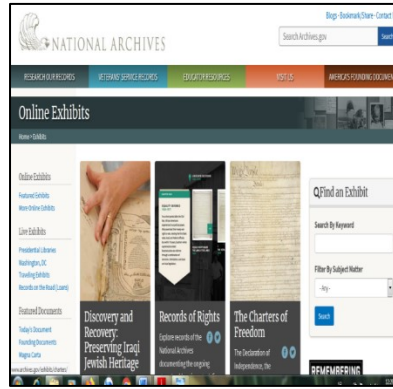 Blogs · Bookmark/Share · Contact
NATIONAL ARCHIVES
Search Archives.gov
Search
RESEARCH OUR RECORDS
VETERANS' SERVICE RECORDS
EDUCATOR RESOURCES
VISIT US
AMERICA'S FOUNDING DOCUMEN
Online Exhibits
Home > Exhibits
Online Exhibits
Featured Exhibits
More Online Exhibits
Live Exhibits
Presidential Libraries
Washington, DC
Traveling Exhibits
Records on the Road (Loans)
Featured Documents
Today's Document
Founding Documents
Magna Carta
www.archives.gov/exhibits/charters/
Discovery and
Recovery:
Preserving Iraqi
Jewish Heritage
Records of Rights
Explore records of the
National Archives
documenting the ongoing
The Charters of
Freedom
The Declaration of
Independence, the
Find an Exhibit
Search By Keyword
Filter By Subject Matter
- Any -
Search
REMEMBERING